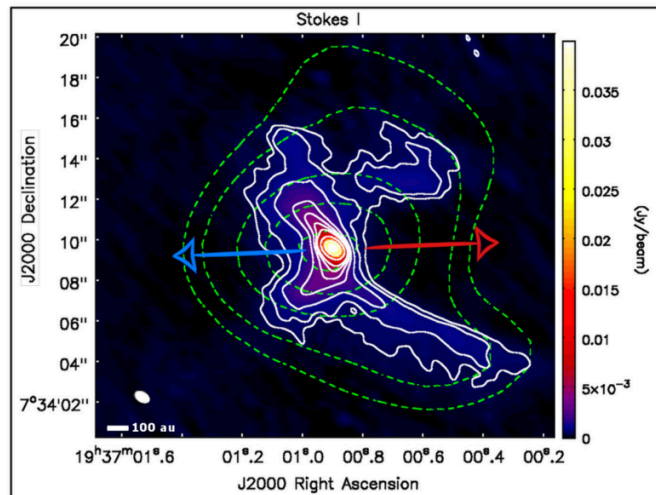 Stokes I
20"
18"
16"
14"
12"
10"
08"
06"
04"
7°34'02"
J2000 Declination
100 au
19ʰ37ᵐ01ˢ.6
01ˢ.2
01ˢ.0
00ˢ.8
00ˢ.6
00ˢ.4
00ˢ.2
J2000 Right Ascension
0.035
0.03
0.025
0.02
0.015
0.01
5×10⁻³
0
(Jy/beam)